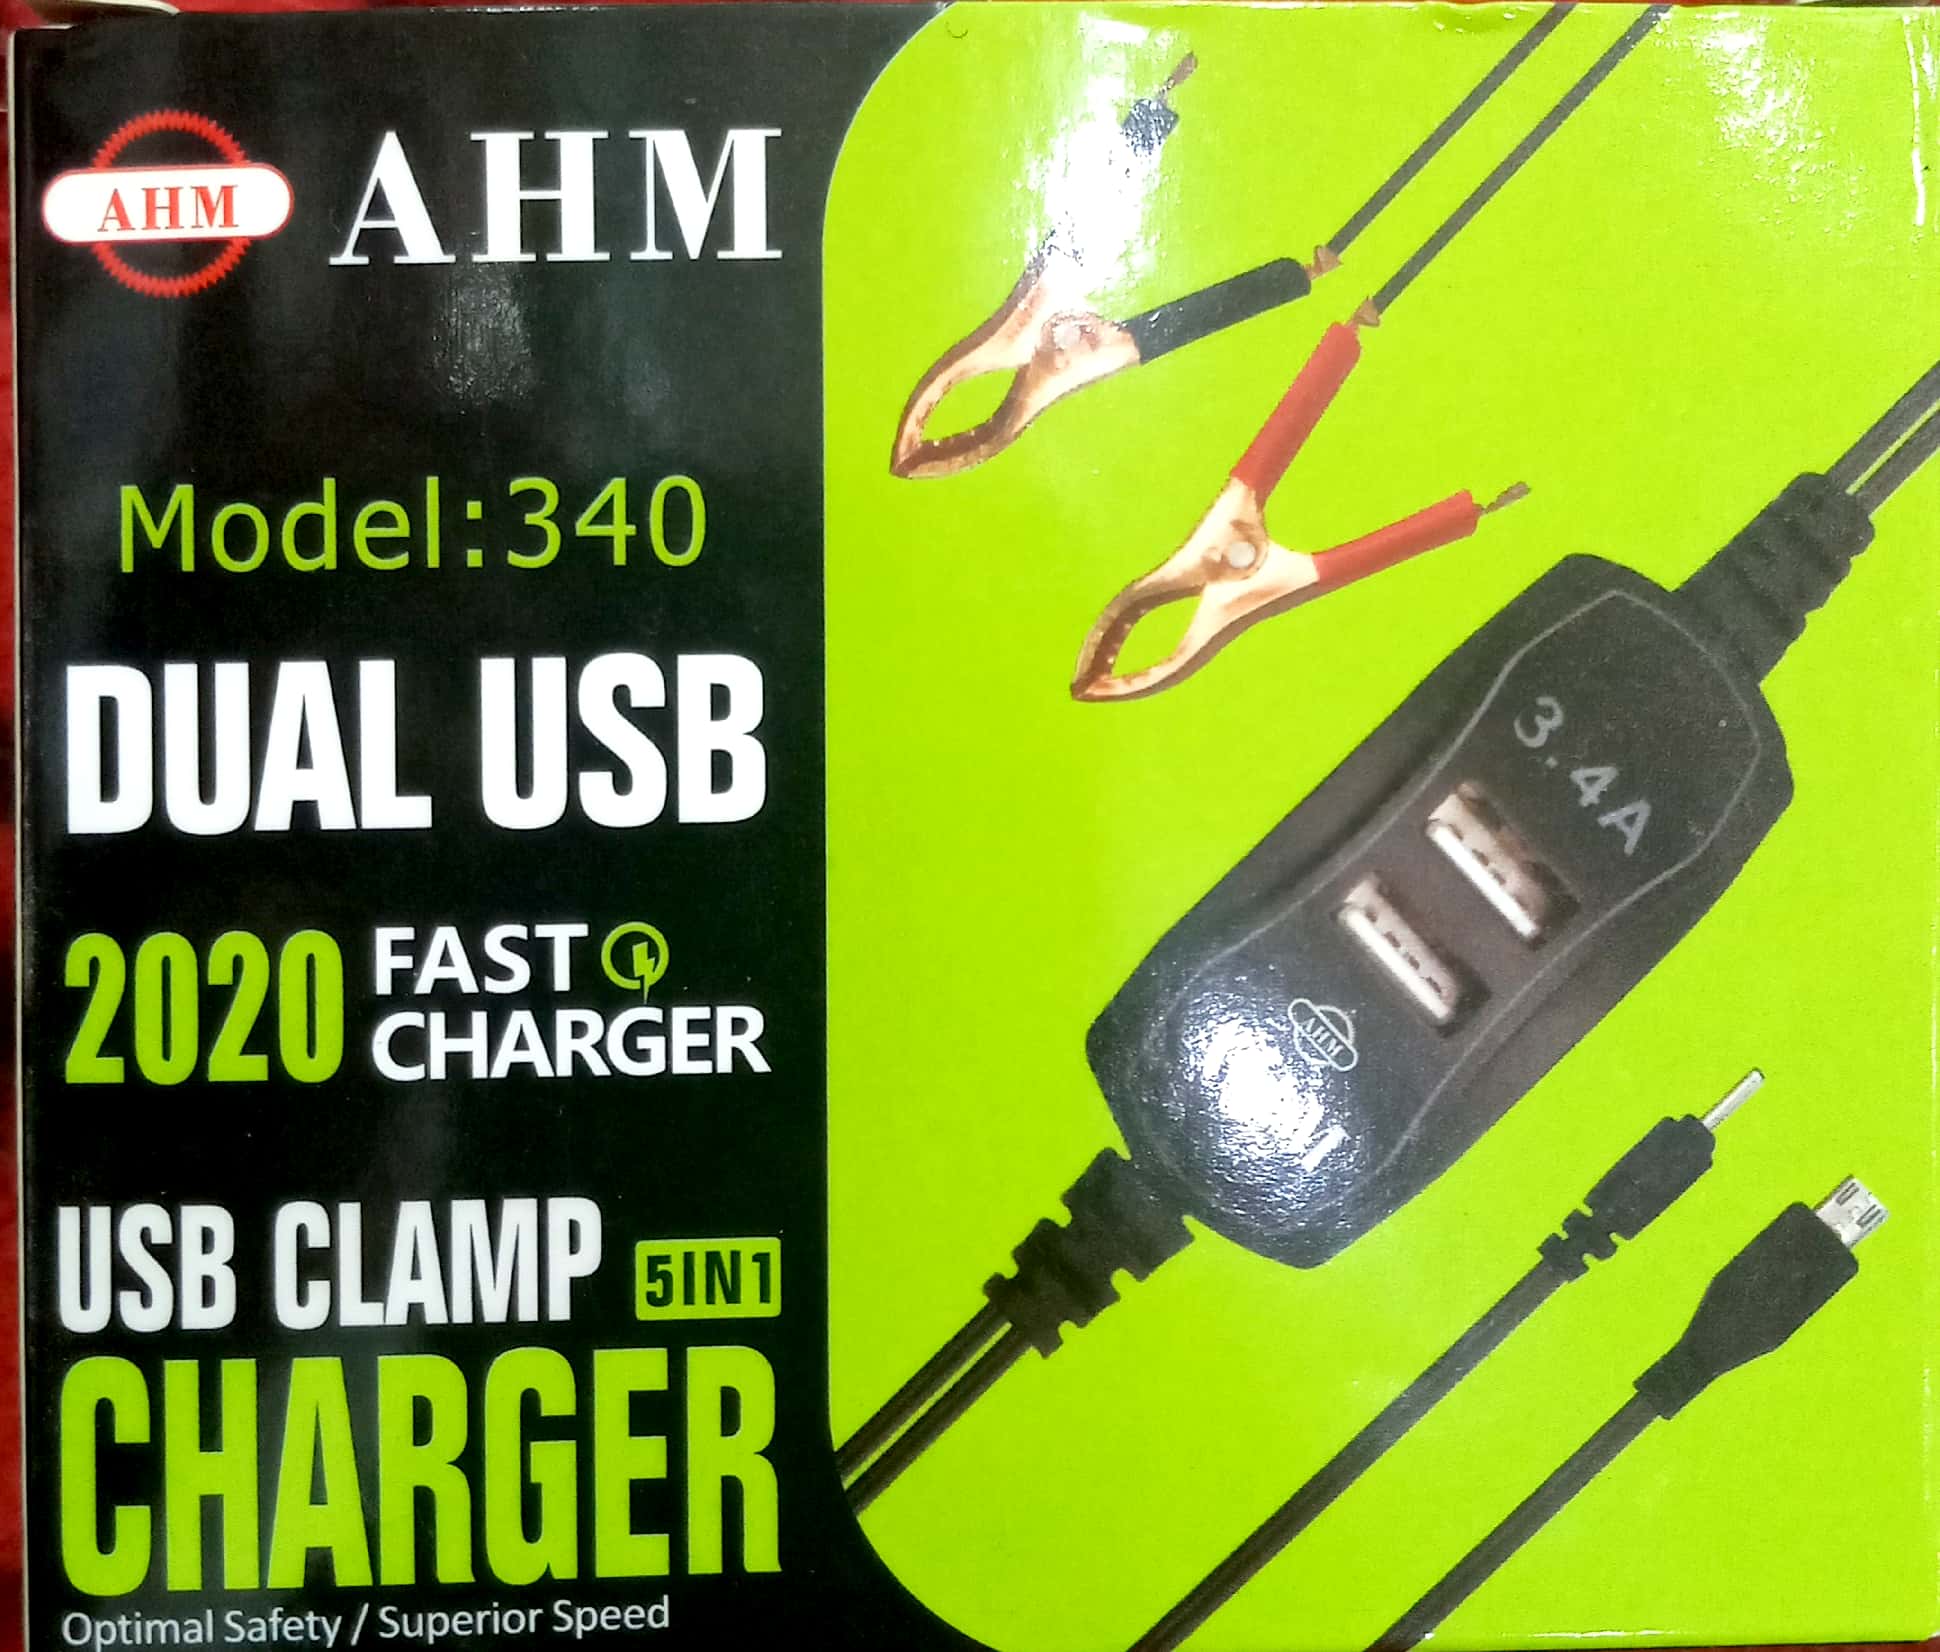 AHM
AHM
Model:340
DUAL USB
2020 FAST
CHARGER
USB CLAMP 5IN1
CHARGER
Optimal Safety / Superior Speed
3.4A
AHM